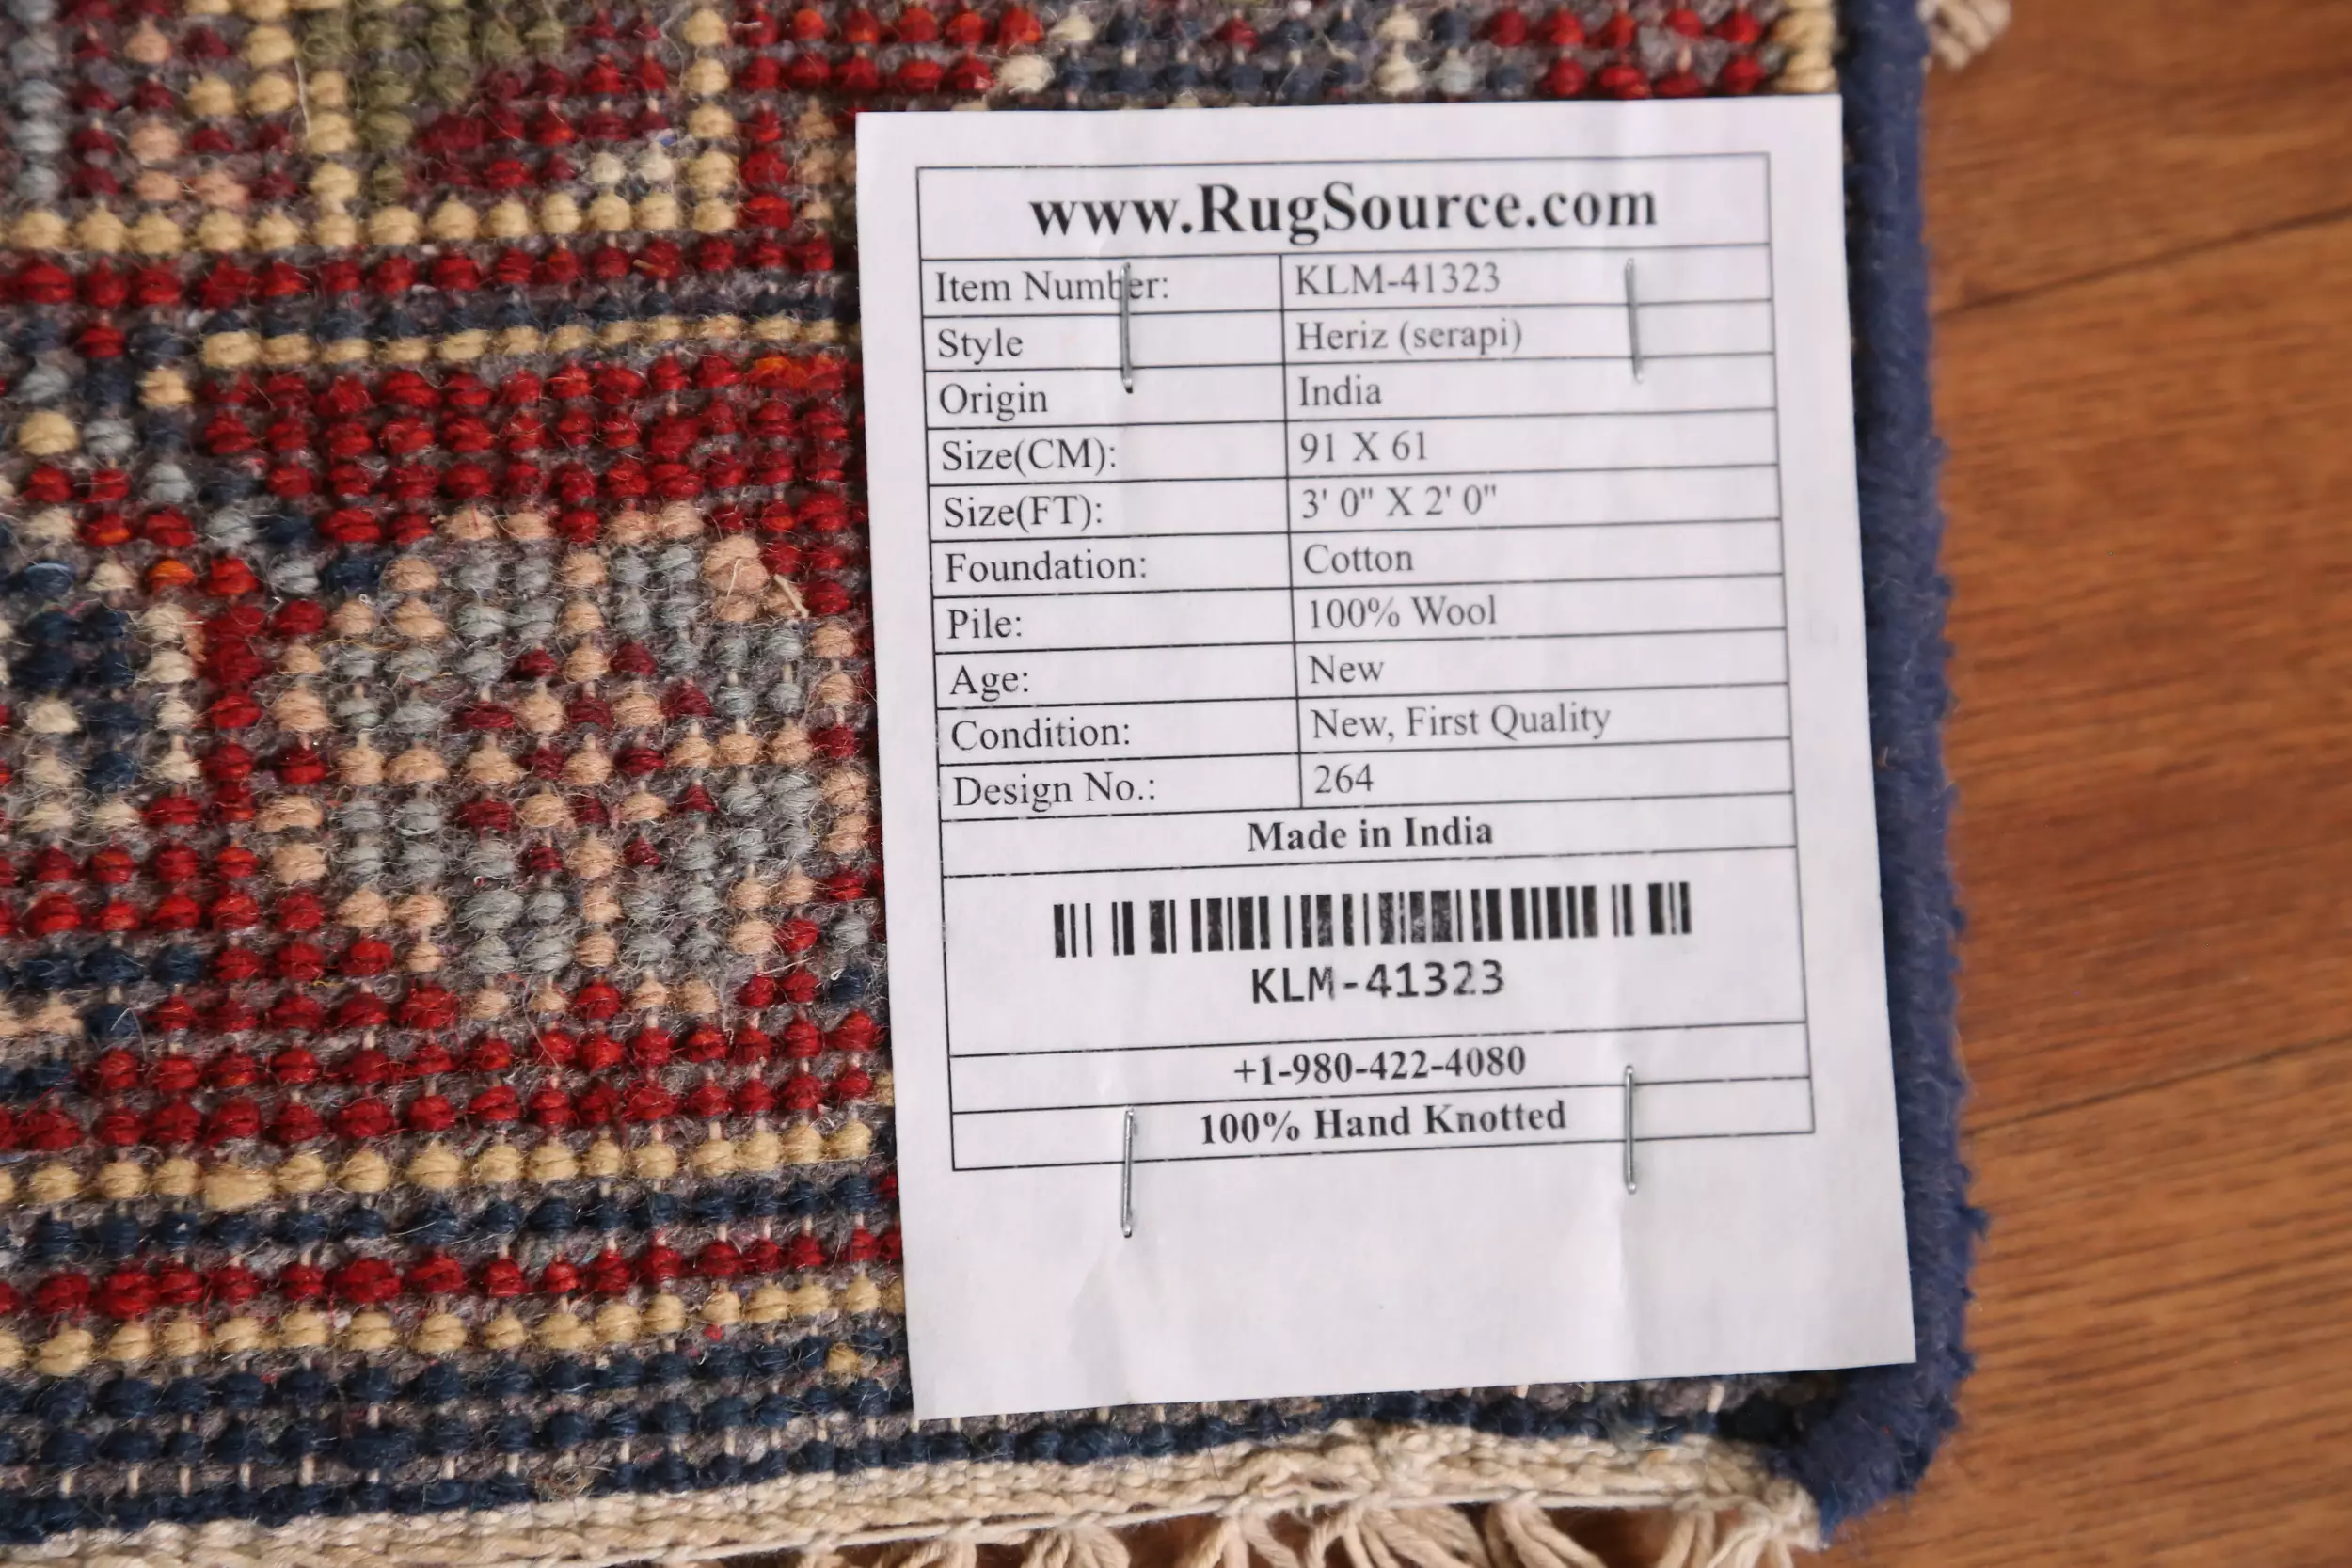 www.RugSource.com
Item Number: KLM-41323
Style Heriz (serapi)
Origin India
Size(CM): 91 X 61
Size(FT): 3' 0" X 2' 0"
Foundation: Cotton
Pile: 100% Wool
Age: New
Condition: New, First Quality
Design No.: 264
Made in India
KLM-41323
+1-980-422-4080
100% Hand Knotted